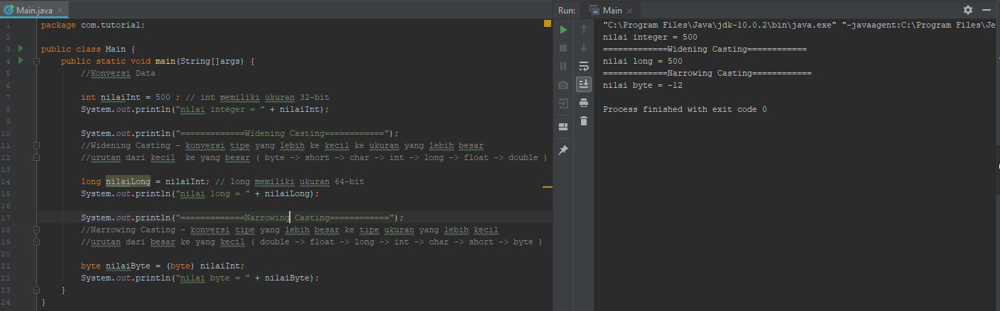 Main.java
1 package com.tutorial;
2
3 public class Main {
4 public static void main(String[]args) {
5 //Konversi Data
6
7 int nilaiInt = 500 ; // int memiliki ukuran 32-bit
8 System.out.println("nilai integer = " + nilaiInt);
9
10 System.out.println("=============Widening Casting============");
11 //Widening Casting - konversi tipe yang lebih ke kecil ke ukuran yang lebih besar
12 //urutan dari kecil  ke yang besar ( byte -> short -> char -> int -> long -> float -> double )
13
14 long nilaiLong = nilaiInt; // long memiliki ukuran 64-bit
15 System.out.println("nilai long = " + nilaiLong);
16
17 System.out.println("=============Narrowing Casting============");
18 //Narrowing Casting - konversi tipe yang lebih besar ke tipe ukuran yang lebih kecil
19 //urutan dari besar ke yang kecil ( double -> float -> long -> int -> char -> short -> byte )
20
21 byte nilaiByte = (byte) nilaiInt;
22 System.out.println("nilai byte = " + nilaiByte);
23 }
24 }
Run: Main
"C:\Program Files\Java\jdk-10.0.2\bin\java.exe" "-javaagent:C:\Program Files\Je
nilai integer = 500
=============Widening Casting============
nilai long = 500
=============Narrowing Casting============
nilai byte = -12
Process finished with exit code 0